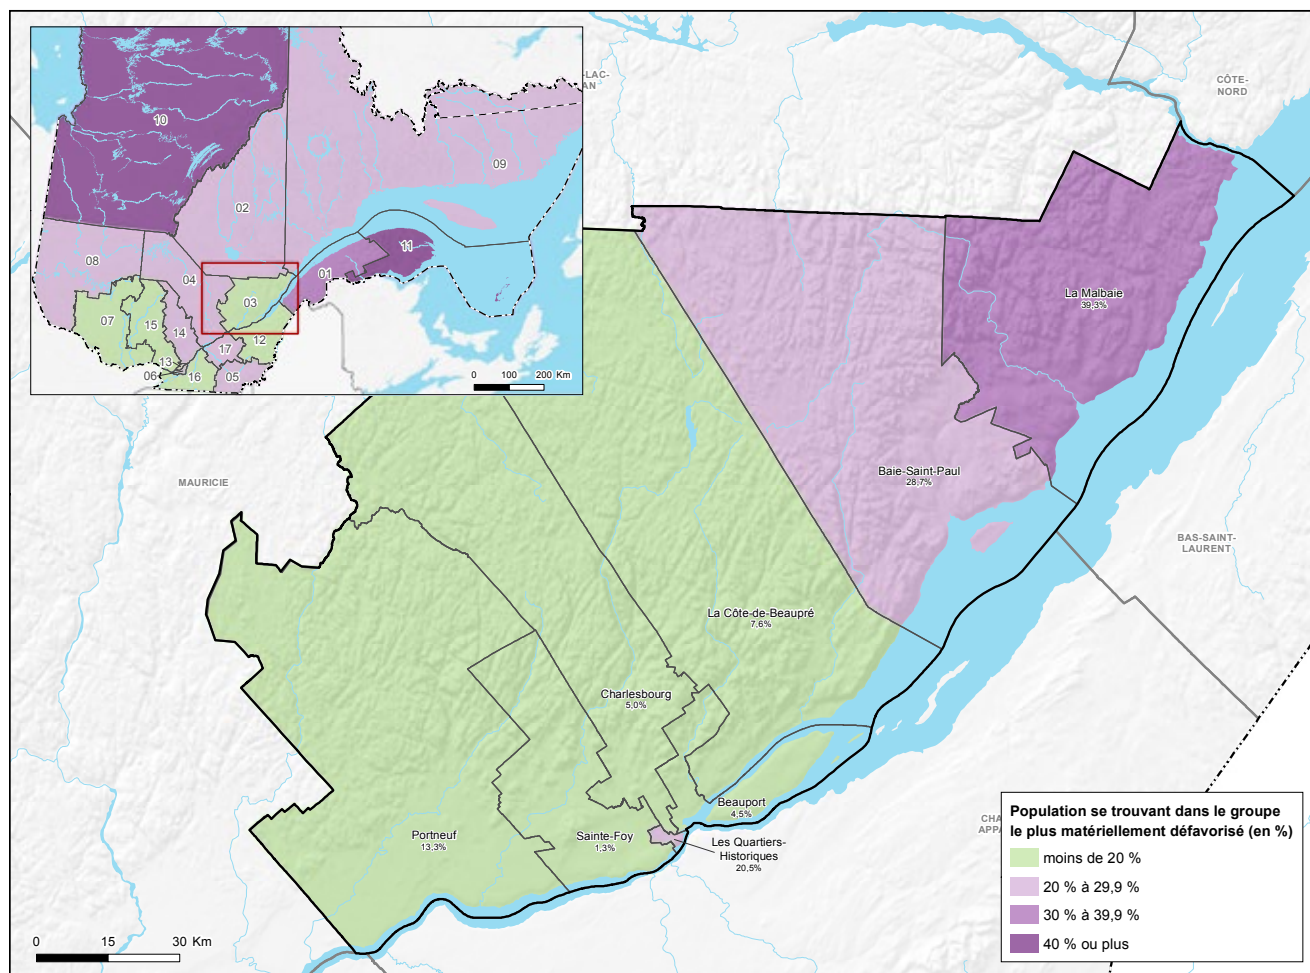 10
09
02
08
04
01
11
03
07
15
14
12
17
13
06
16
05
0 100 200 Km
-LAC-
AN
CÔTE-
NORD
La Malbaie
39,3%
Baie-Saint-Paul
28,7%
MAURICIE
BAS-SAINT-
LAURENT
La Côte-de-Beaupré
7,6%
Charlesbourg
5,0%
Beauport
4,5%
Portneuf
13,3%
Sainte-Foy
1,3%
Les Quartiers-
Historiques
20,5%
CHA
APPA
Population se trouvant dans le groupe
le plus matériellement défavorisé (en %)
moins de 20 %
20 % à 29,9 %
30 % à 39,9 %
40 % ou plus
0 15 30 Km